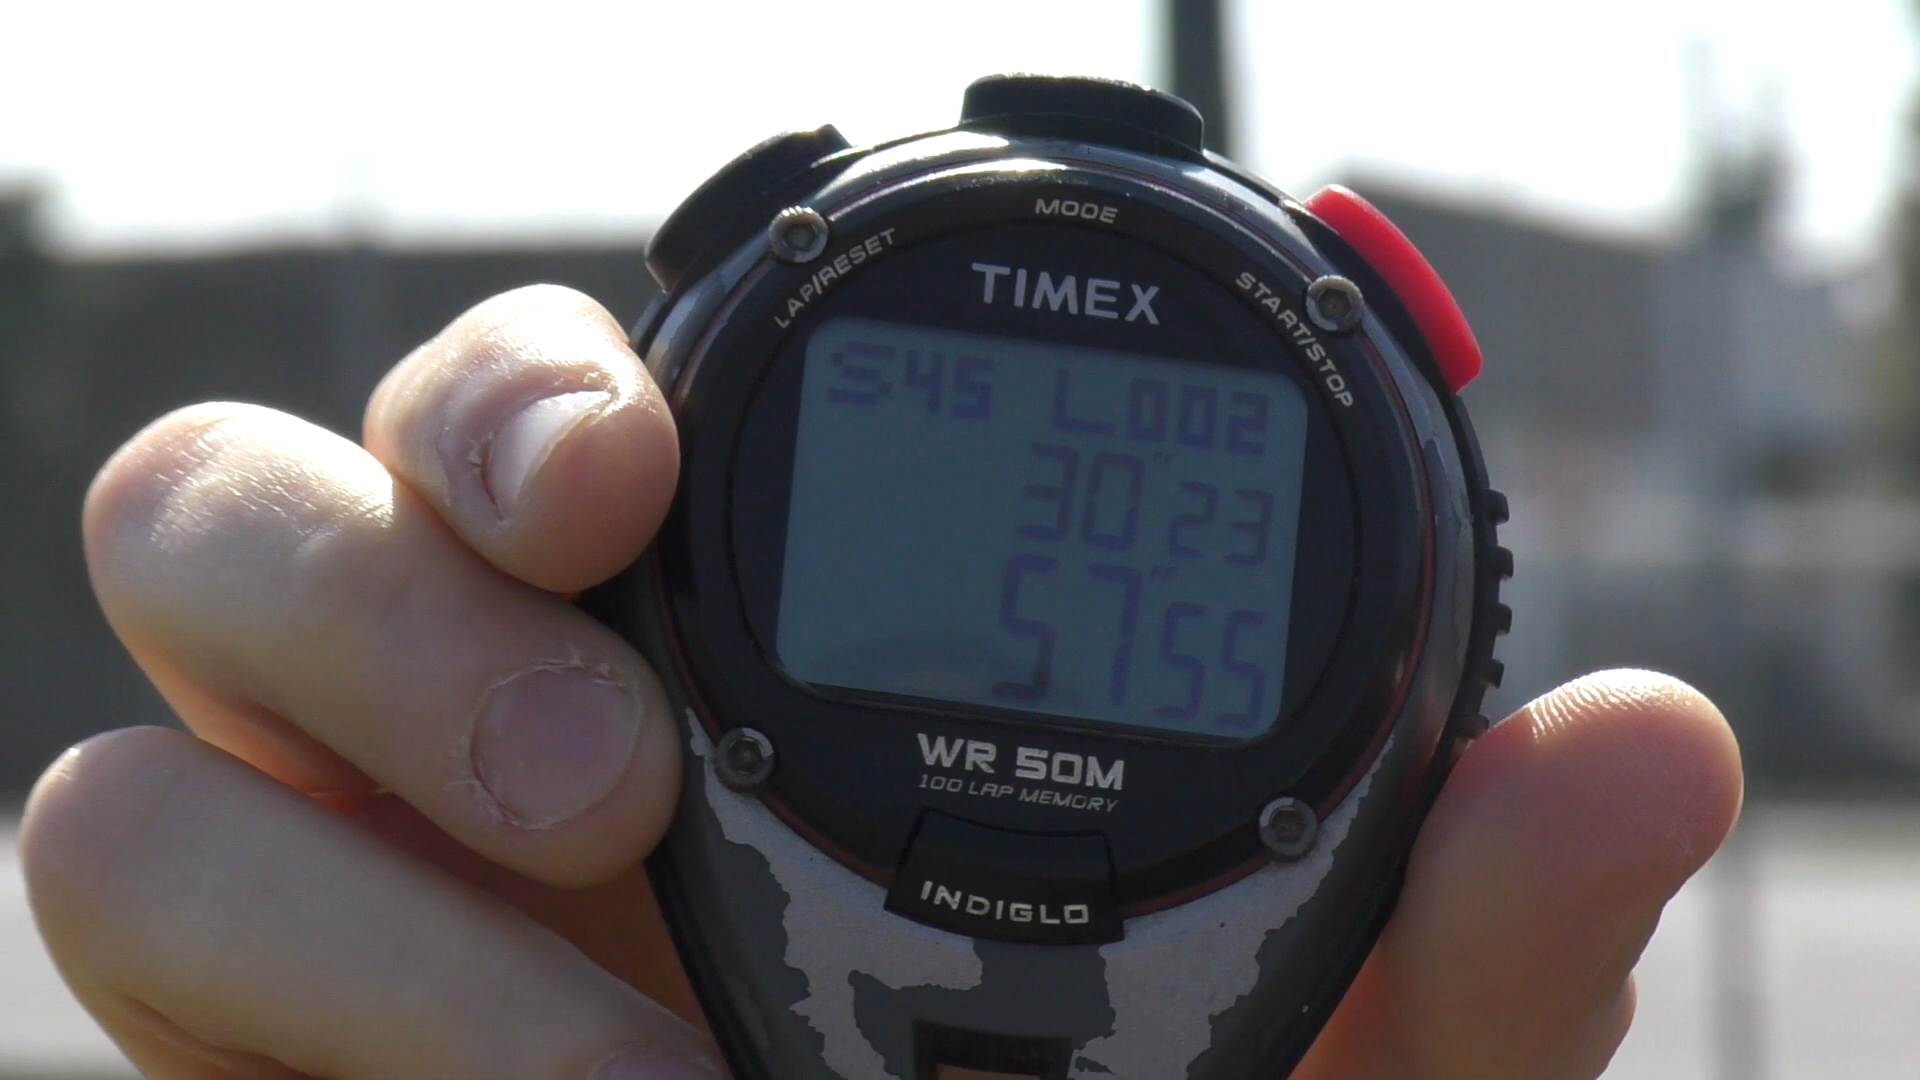 MODE
LAP/RESET
START/STOP
TIMEX
S45 L002
30"23
57"55
WR 50M
100 LAP MEMORY
INDIGLO